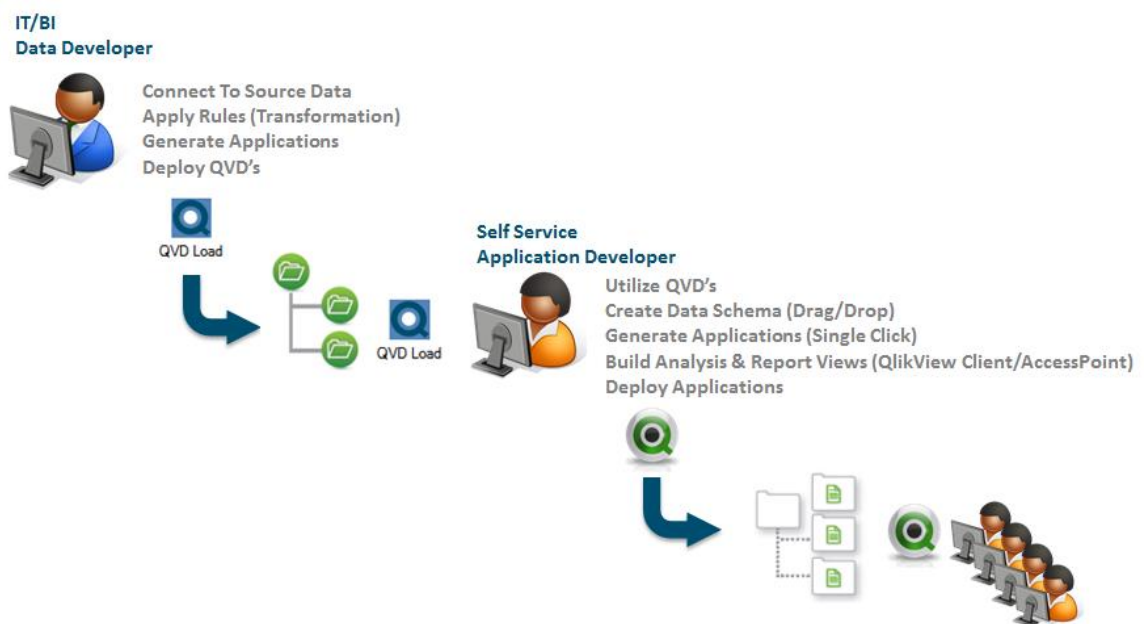 IT/BI
Data Developer
Connect To Source Data
Apply Rules (Transformation)
Generate Applications
Deploy QVD's
QVD Load
Self Service
Application Developer
Utilize QVD's
Create Data Schema (Drag/Drop)
Generate Applications (Single Click)
Build Analysis & Report Views (QlikView Client/AccessPoint)
Deploy Applications
QVD Load